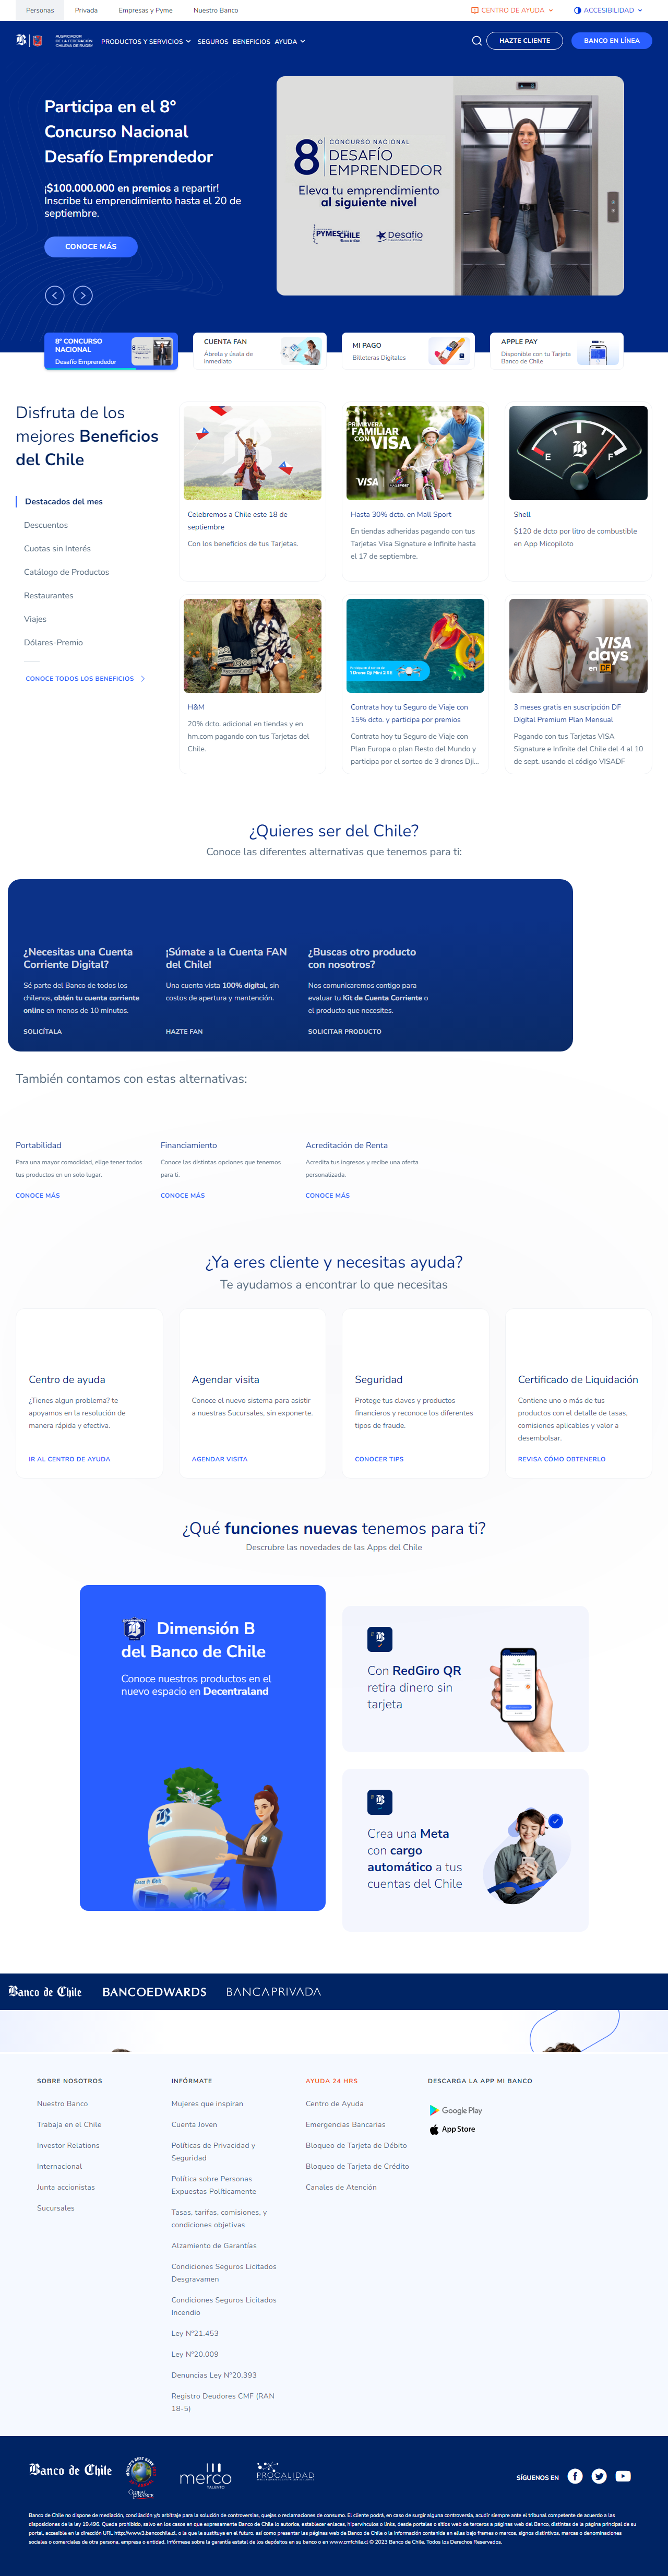 Personas
Privada
Empresas y Pyme
Nuestro Banco
CENTRO DE AYUDA
ACCESIBILIDAD
AUSPICIADOR
DE LA FEDERACIÓN
CHILENA DE RUGBY
PRODUCTOS Y SERVICIOS
SEGUROS
BENEFICIOS
AYUDA
HAZTE CLIENTE
BANCO EN LÍNEA
Participa en el 8°
Concurso Nacional
Desafío Emprendedor
¡$100.000.000 en premios a repartir!
Inscribe tu emprendimiento hasta el 20 de
septiembre.
CONOCE MÁS
8° CONCURSO NACIONAL
DESAFÍO
EMPRENDEDOR
Eleva tu emprendimiento
al siguiente nivel
PYMES CHILE
Banco de Chile
Desafío
Levantemos Chile
8° CONCURSO
NACIONAL
Desafío Emprendedor
CUENTA FAN
Ábrela y úsala de
inmediato
MI PAGO
Billeteras Digitales
APPLE PAY
Disponible con tu Tarjeta
Banco de Chile
Disfruta de los
mejores Beneficios
del Chile
Destacados del mes
Descuentos
Cuotas sin Interés
Catálogo de Productos
Restaurantes
Viajes
Dólares-Premio
CONOCE TODOS LOS BENEFICIOS
Celebremos a Chile este 18 de
septiembre
Con los beneficios de tus Tarjetas.
PRIMAVERA
FAMILIAR
CON VISA
VISA
MALL SPORT
Hasta 30% dcto. en Mall Sport
En tiendas adheridas pagando con tus
Tarjetas Visa Signature e Infinite hasta
el 17 de septiembre.
E
F
Shell
$120 de dcto por litro de combustible
en App Micopiloto
H&M
20% dcto. adicional en tiendas y en
hm.com pagando con tus Tarjetas del
Chile.
1 Drone DJI Mini 2 SE
Contrata hoy tu Seguro de Viaje con
15% dcto. y participa por premios
Contrata hoy tu Seguro de Viaje con
Plan Europa o plan Resto del Mundo y
participa por el sorteo de 3 drones Dji...
VISA
days
en DF
3 meses gratis en suscripción DF
Digital Premium Plan Mensual
Pagando con tus Tarjetas VISA
Signature e Infinite del Chile del 4 al 10
de sept. usando el código VISADF
¿Quieres ser del Chile?
Conoce las diferentes alternativas que tenemos para ti:
¿Necesitas una Cuenta
Corriente Digital?
Sé parte del Banco de todos los
chilenos, obtén tu cuenta corriente
online en menos de 10 minutos.
SOLICÍTALA
¡Súmate a la Cuenta FAN
del Chile!
Una cuenta vista 100% digital, sin
costos de apertura y mantención.
HAZTE FAN
¿Buscas otro producto
con nosotros?
Nos comunicaremos contigo para
evaluar tu Kit de Cuenta Corriente o
el producto que necesites.
SOLICITAR PRODUCTO
También contamos con estas alternativas:
Portabilidad
Para una mayor comodidad, elige tener todos
tus productos en un solo lugar.
CONOCE MÁS
Financiamiento
Conoce las distintas opciones que tenemos
para ti.
CONOCE MÁS
Acreditación de Renta
Acredita tus ingresos y recibe una oferta
personalizada.
CONOCE MÁS
¿Ya eres cliente y necesitas ayuda?
Te ayudamos a encontrar lo que necesitas
Centro de ayuda
¿Tienes algun problema? te
apoyamos en la resolución de
manera rápida y efectiva.
IR AL CENTRO DE AYUDA
Agendar visita
Conoce el nuevo sistema para asistir
a nuestras Sucursales, sin exponerte.
AGENDAR VISITA
Seguridad
Protege tus claves y productos
financieros y reconoce los diferentes
tipos de fraude.
CONOCER TIPS
Certificado de Liquidación
Contiene uno o más de tus
productos con el detalle de tasas,
comisiones aplicables y valor a
desembolsar.
REVISA CÓMO OBTENERLO
¿Qué funciones nuevas tenemos para ti?
Descrubre las novedades de las Apps del Chile
Dimensión B
del Banco de Chile
Conoce nuestros productos en el
nuevo espacio en Decentraland
Con RedGiro QR
retira dinero sin
tarjeta
Crea una Meta
con cargo
automático a tus
cuentas del Chile
Banco de Chile
BANCOEDWARDS
BANCAPRIVADA
SOBRE NOSOTROS
Nuestro Banco
Trabaja en el Chile
Investor Relations
Internacional
Junta accionistas
Sucursales
INFÓRMATE
Mujeres que inspiran
Cuenta Joven
Políticas de Privacidad y
Seguridad
Política sobre Personas
Expuestas Políticamente
Tasas, tarifas, comisiones, y
condiciones objetivas
Alzamiento de Garantías
Condiciones Seguros Licitados
Desgravamen
Condiciones Seguros Licitados
Incendio
Ley N°21.453
Ley N°20.009
Denuncias Ley N°20.393
Registro Deudores CMF (RAN
18-5)
AYUDA 24 HRS
Centro de Ayuda
Emergencias Bancarias
Bloqueo de Tarjeta de Débito
Bloqueo de Tarjeta de Crédito
Canales de Atención
DESCARGA LA APP MI BANCO
Google Play
App Store
Banco de Chile
WORLD'S BEST BANK
GLOBAL
FINANCE
merco
TALENTO
PROCALIDAD
SÍGUENOS EN
Banco de Chile no dispone de mediación, conciliación y/o arbitraje para la solución de controversias, quejas o reclamaciones de consumo. El cliente podrá, en caso de surgir alguna controversia, acudir siempre ante el tribunal competente de acuerdo a las
disposiciones de la ley 19.496. Queda prohibido, salvo en los casos en que expresamente Banco de Chile lo autorice, establecer enlaces, hipervínculos o links, desde portales o sitios web de terceros a páginas web del Banco, distintas de la página principal de su
portal, accesible en la dirección URL http://www3.bancochile.cl, o la que le sustituya en el futuro, así como presentar las páginas web de Banco de Chile o la información contenida en ellas bajo frames o marcos, signos distintivos, marcas o denominaciones
sociales o comerciales de otra persona, empresa o entidad. Infórmese sobre la garantía estatal de los depósitos en su banco o en www.cmfchile.cl © 2023 Banco de Chile. Todos los Derechos Reservados.